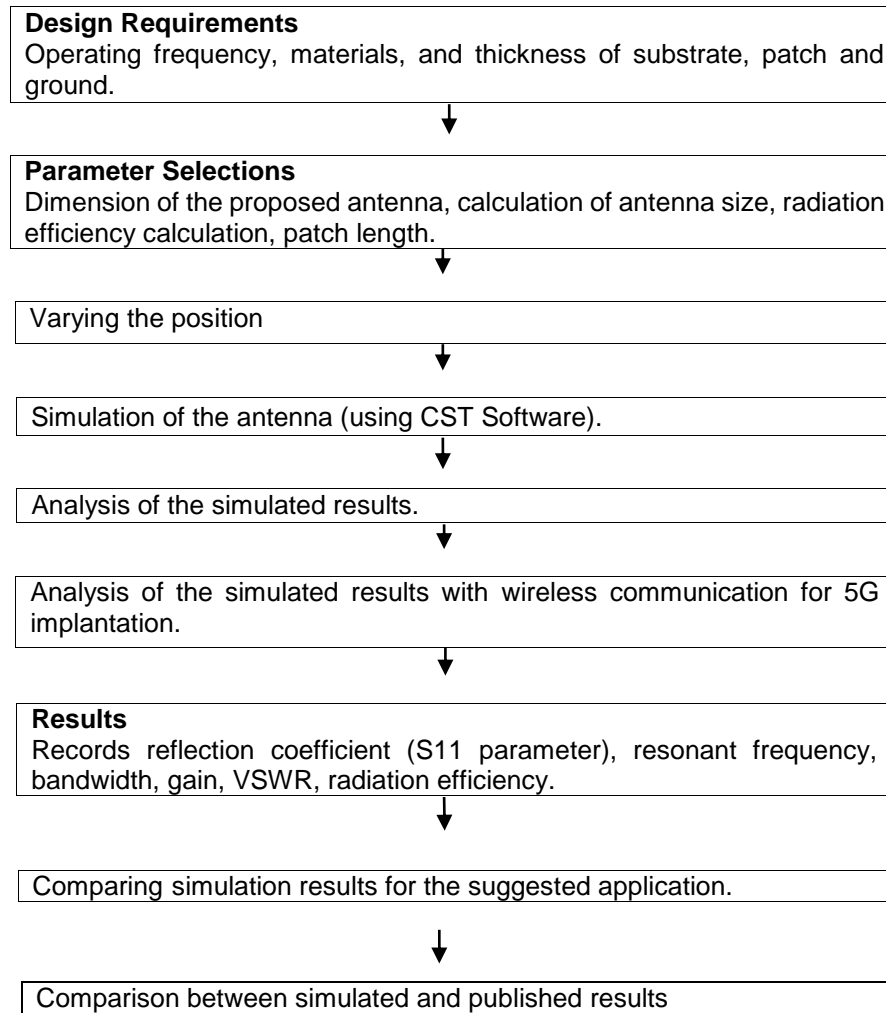 Design Requirements
Operating frequency, materials, and thickness of substrate, patch and
ground.
Parameter Selections
Dimension of the proposed antenna, calculation of antenna size, radiation
efficiency calculation, patch length.
Varying the position
Simulation of the antenna (using CST Software).
Analysis of the simulated results.
Analysis of the simulated results with wireless communication for 5G
implantation.
Results
Records reflection coefficient (S11 parameter), resonant frequency,
bandwidth, gain, VSWR, radiation efficiency.
Comparing simulation results for the suggested application.
Comparison between simulated and published results